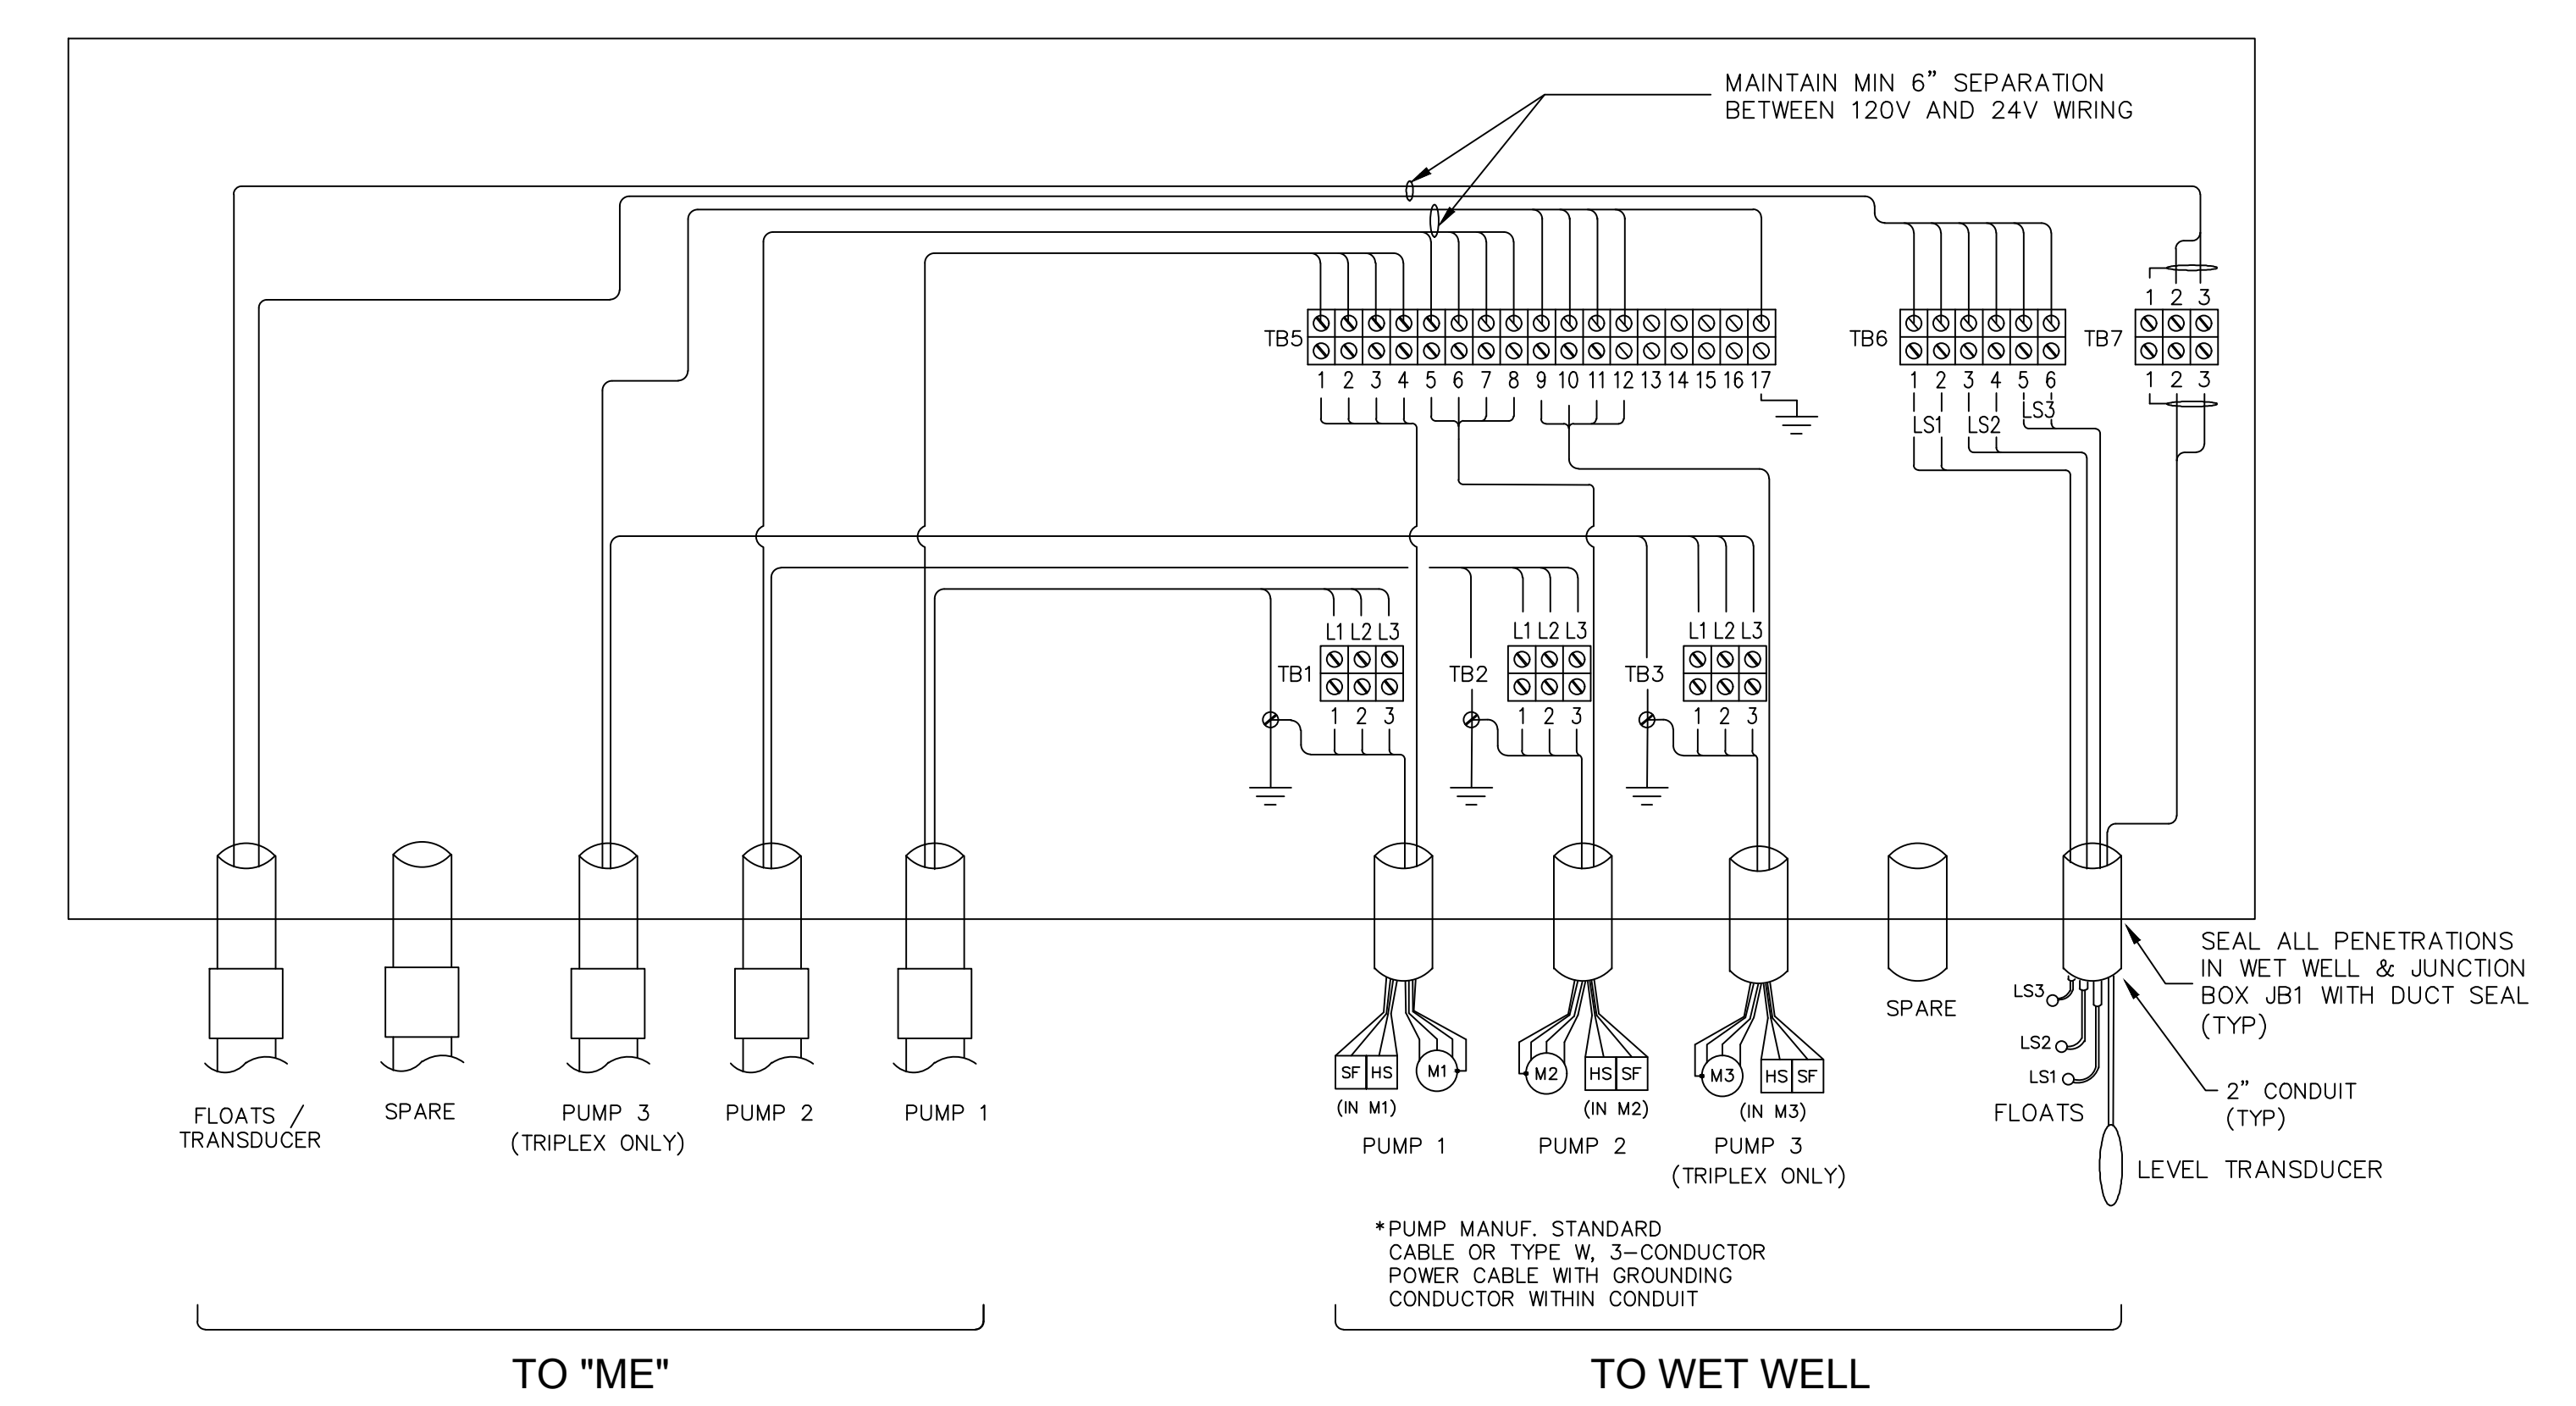 MAINTAIN MIN 6” SEPARATION
BETWEEN 120V AND 24V WIRING
1 2 3
TB5
TB6
TB7
1 2 3 4 5 6 7 8 9 10 11 12 13 14 15 16 17
1 2 3 4 5 6
1 2 3
LS1 LS2 LS3
L1 L2 L3
L1 L2 L3
L1 L2 L3
TB1
TB2
TB3
1 2 3
1 2 3
1 2 3
SEAL ALL PENETRATIONS
IN WET WELL & JUNCTION
BOX JB1 WITH DUCT SEAL
(TYP)
LS3
LS2
LS1
FLOATS
2” CONDUIT
(TYP)
LEVEL TRANSDUCER
SPARE
SF HS M1
(IN M1)
PUMP 1
M2 HS SF
(IN M2)
PUMP 2
M3 HS SF
(IN M3)
PUMP 3
(TRIPLEX ONLY)
FLOATS /
TRANSDUCER
SPARE
PUMP 3
(TRIPLEX ONLY)
PUMP 2
PUMP 1
*PUMP MANUF. STANDARD
CABLE OR TYPE W, 3-CONDUCTOR
POWER CABLE WITH GROUNDING
CONDUCTOR WITHIN CONDUIT
TO "ME"
TO WET WELL